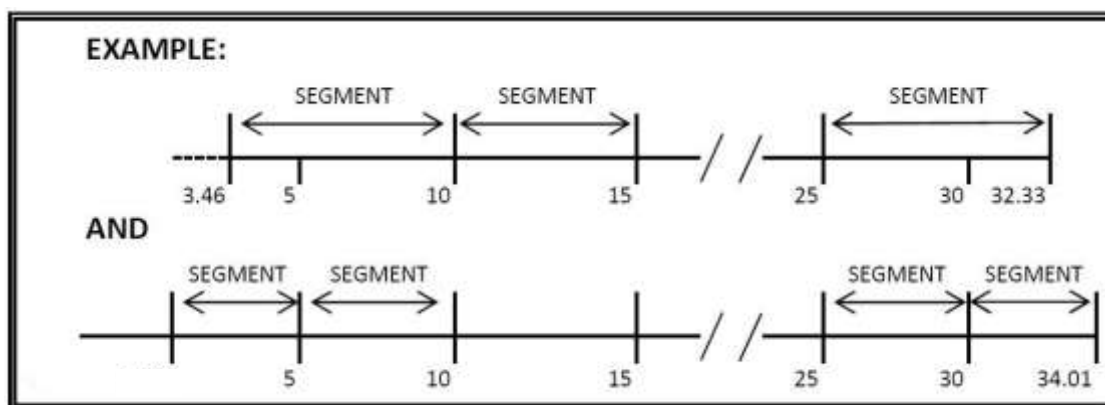 EXAMPLE:
SEGMENT SEGMENT SEGMENT
3.46 5 10 15 25 30 32.33
AND
SEGMENT SEGMENT SEGMENT SEGMENT
5 10 15 25 30 34.01